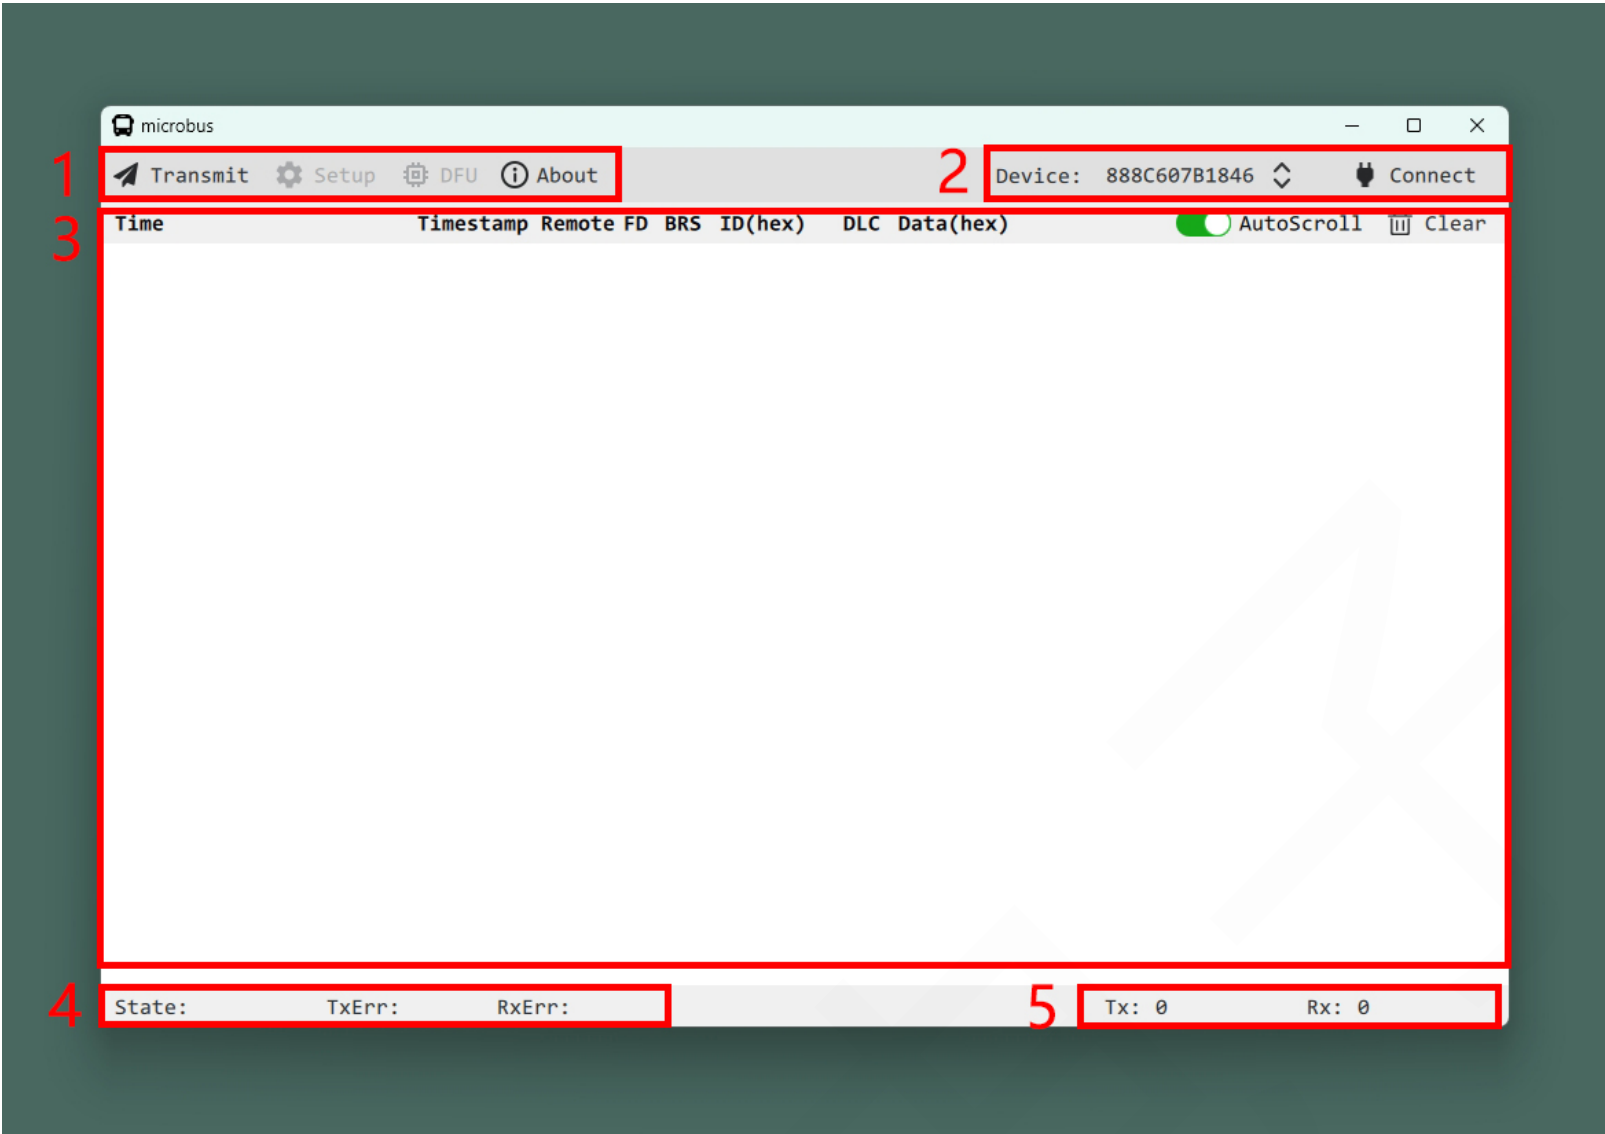 microbus
1 Transmit Setup DFU About 2 Device: 888C607B1846 Connect
3 Time Timestamp Remote FD BRS ID(hex) DLC Data(hex) AutoScroll Clear
4 State: TxErr: RxErr: 5 Tx: 0 Rx: 0